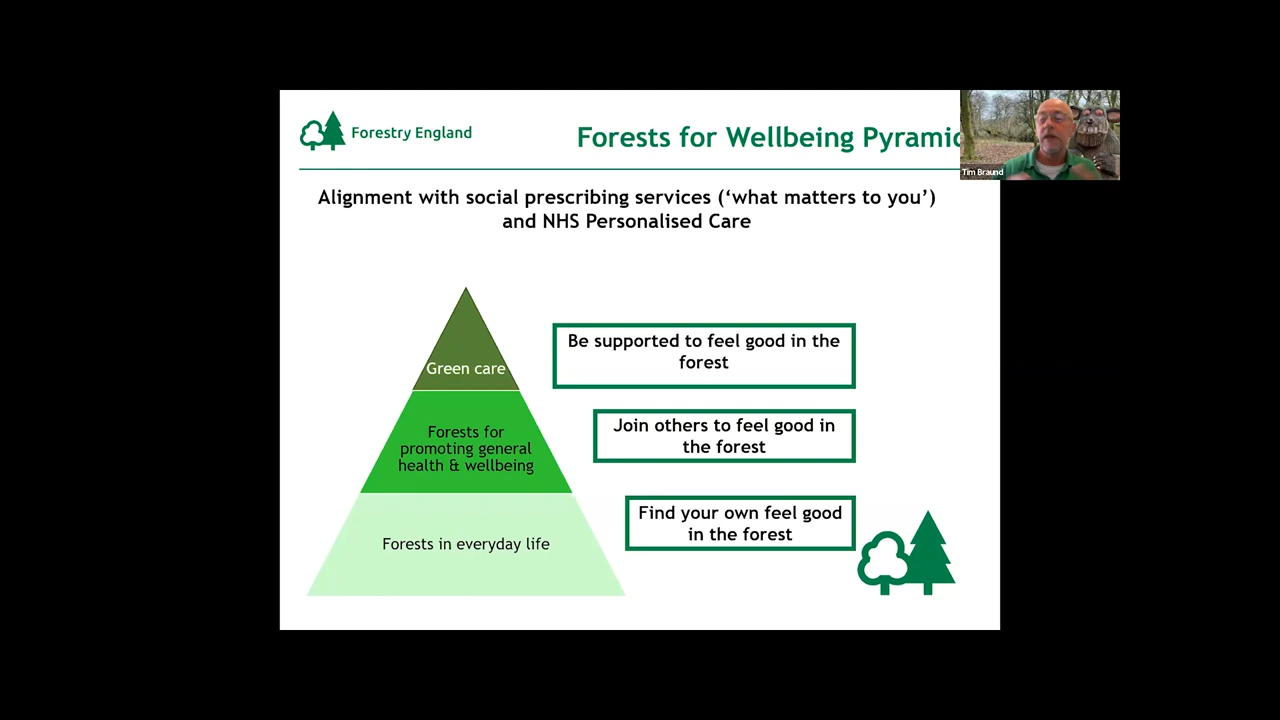 Forestry England
Forests for Wellbeing Pyramid
Tim Braund
Alignment with social prescribing services (‘what matters to you’)
and NHS Personalised Care
Green care
Be supported to feel good in the
forest
Forests for
promoting general
health & wellbeing
Join others to feel good in
the forest
Forests in everyday life
Find your own feel good
in the forest